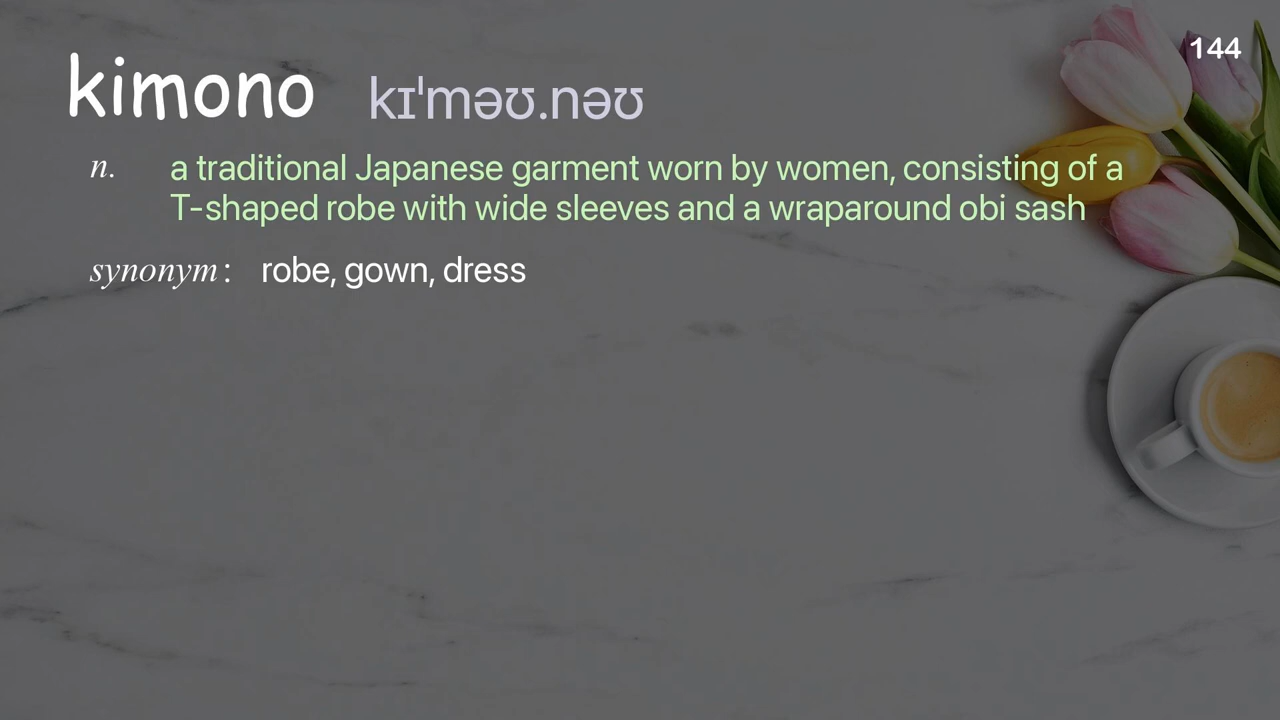 144
kimono kɪˈməʊ.nəʊ
n. a traditional Japanese garment worn by women, consisting of a
T-shaped robe with wide sleeves and a wraparound obi sash
synonym: robe, gown, dress